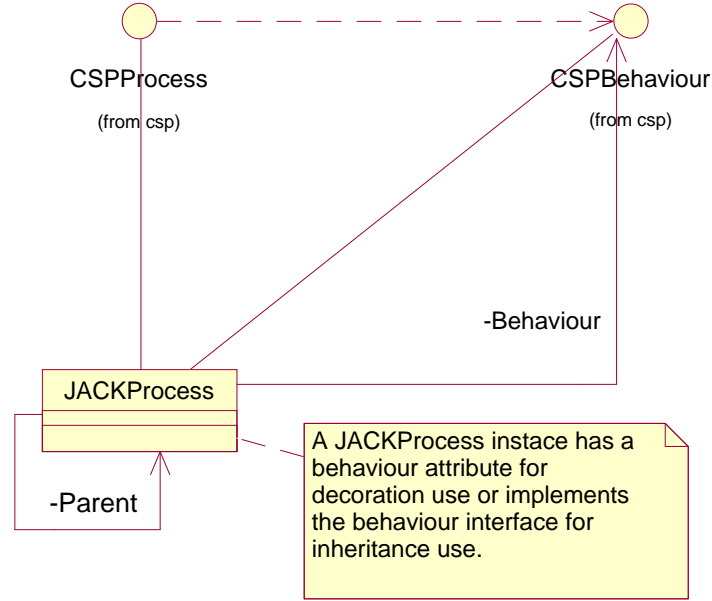 CSPProcess
(from csp)
CSPBehaviour
(from csp)
-Behaviour
JACKProcess
-Parent
A JACKProcess instace has a
behaviour attribute for
decoration use or implements
the behaviour interface for
inheritance use.